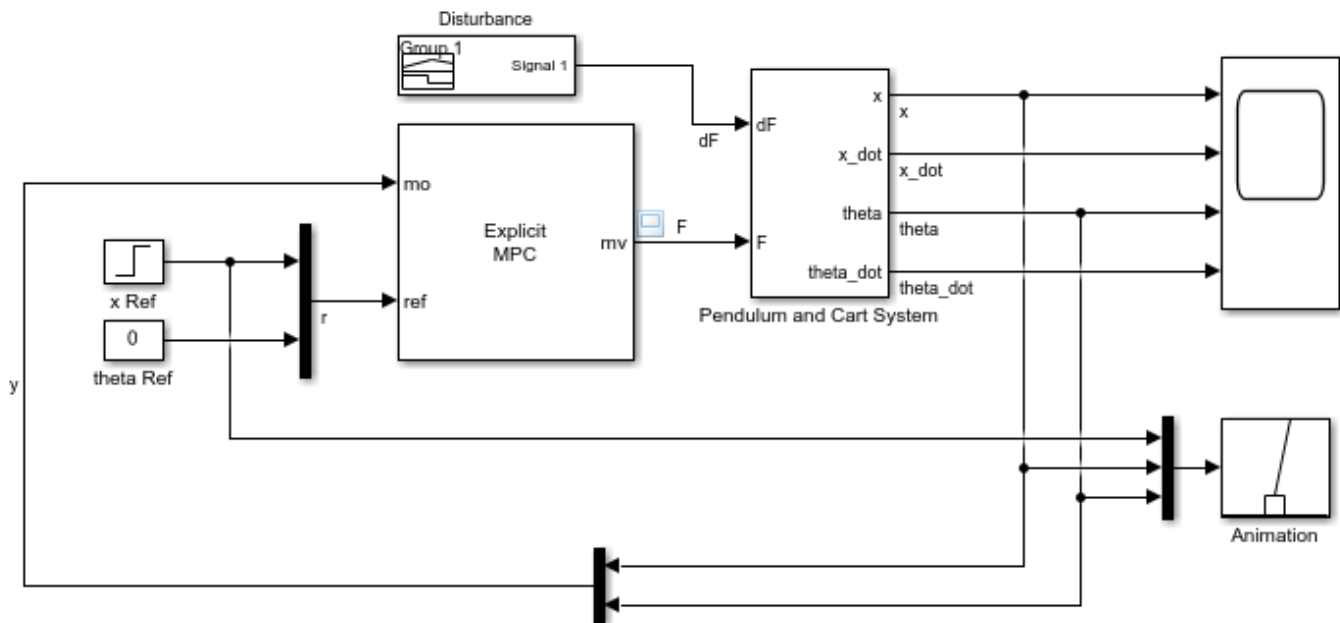 Disturbance
Group 1
Signal 1
dF
mo
ref
Explicit
MPC
mv
F
dF
F
x
x_dot
theta
theta_dot
x
x_dot
theta
theta_dot
Pendulum and Cart System
x Ref
0
theta Ref
r
y
Animation